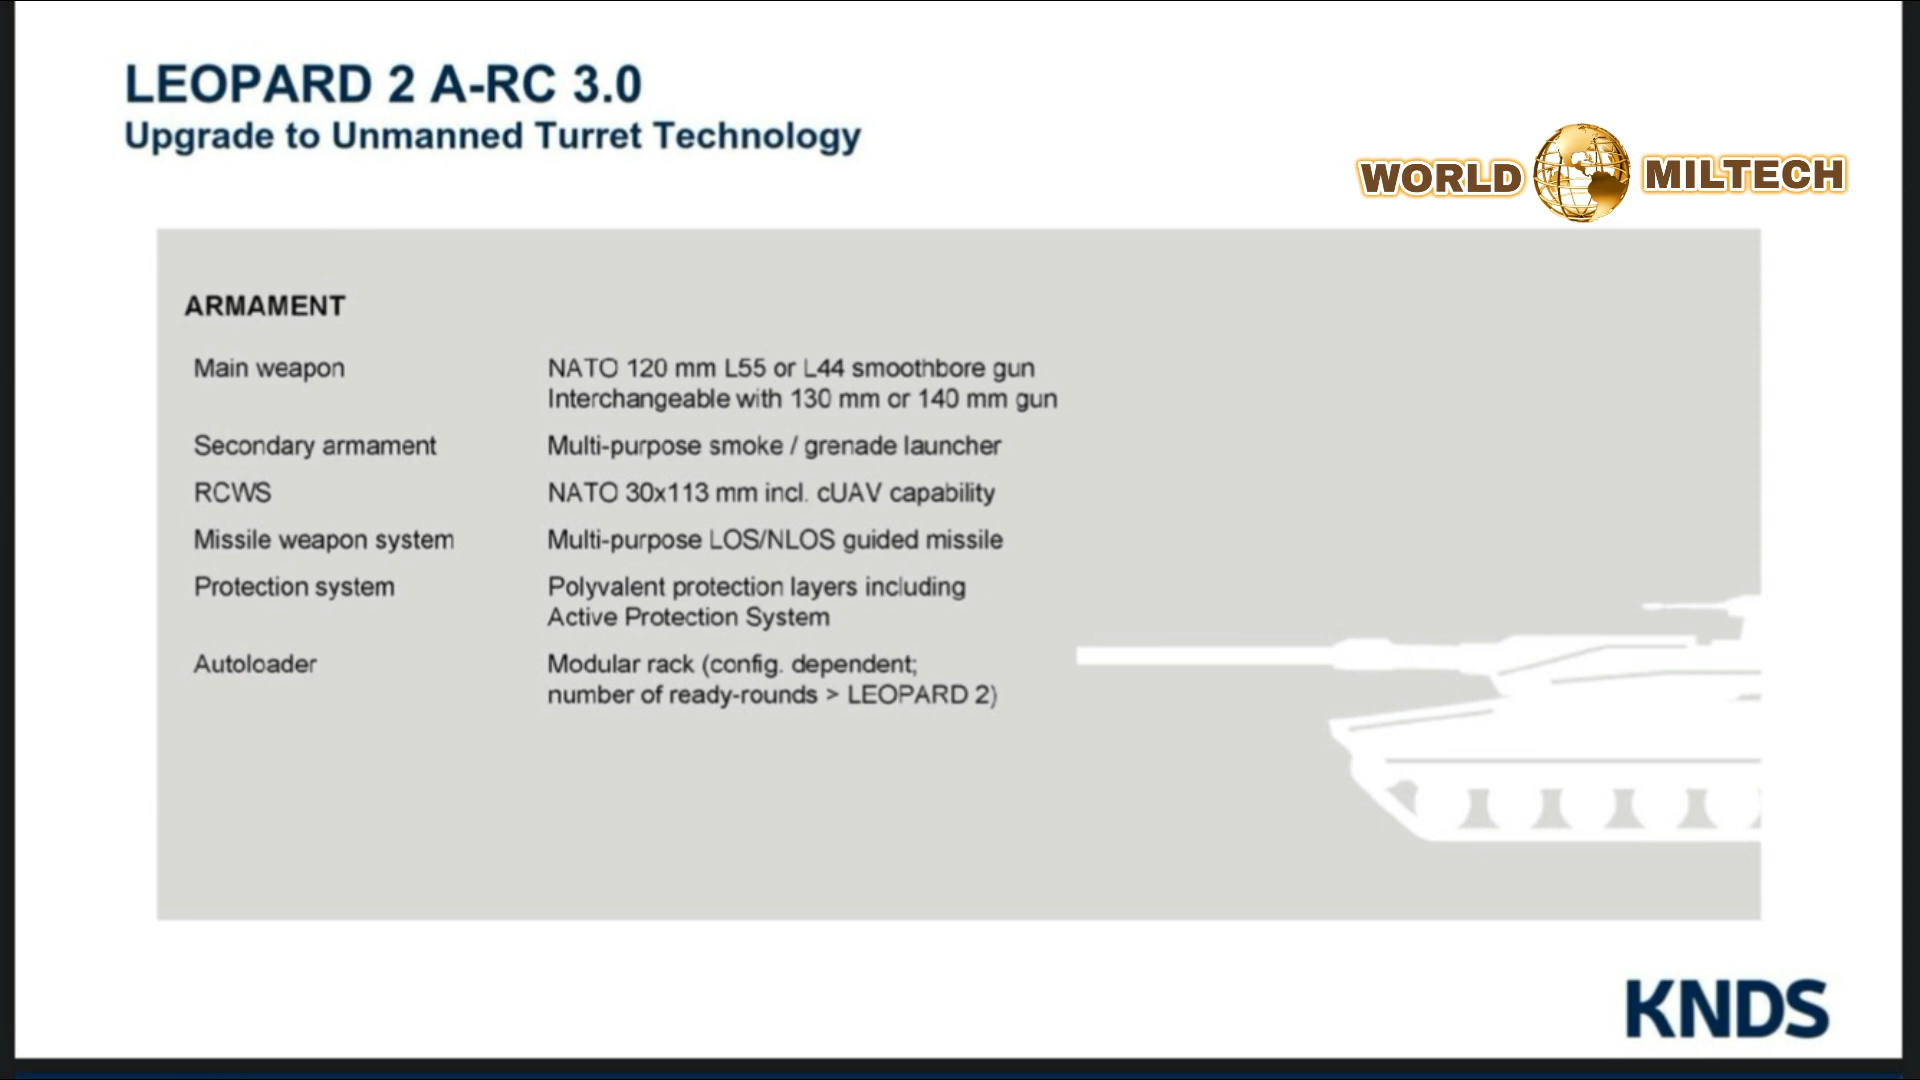 LEOPARD 2 A-RC 3.0
Upgrade to Unmanned Turret Technology
WORLD MILTECH
ARMAMENT
Main weapon NATO 120 mm L55 or L44 smoothbore gun
Interchangeable with 130 mm or 140 mm gun
Secondary armament Multi-purpose smoke / grenade launcher
RCWS NATO 30x113 mm incl. cUAV capability
Missile weapon system Multi-purpose LOS/NLOS guided missile
Protection system Polyvalent protection layers including
Active Protection System
Autoloader Modular rack (config. dependent;
number of ready-rounds > LEOPARD 2)
KNDS